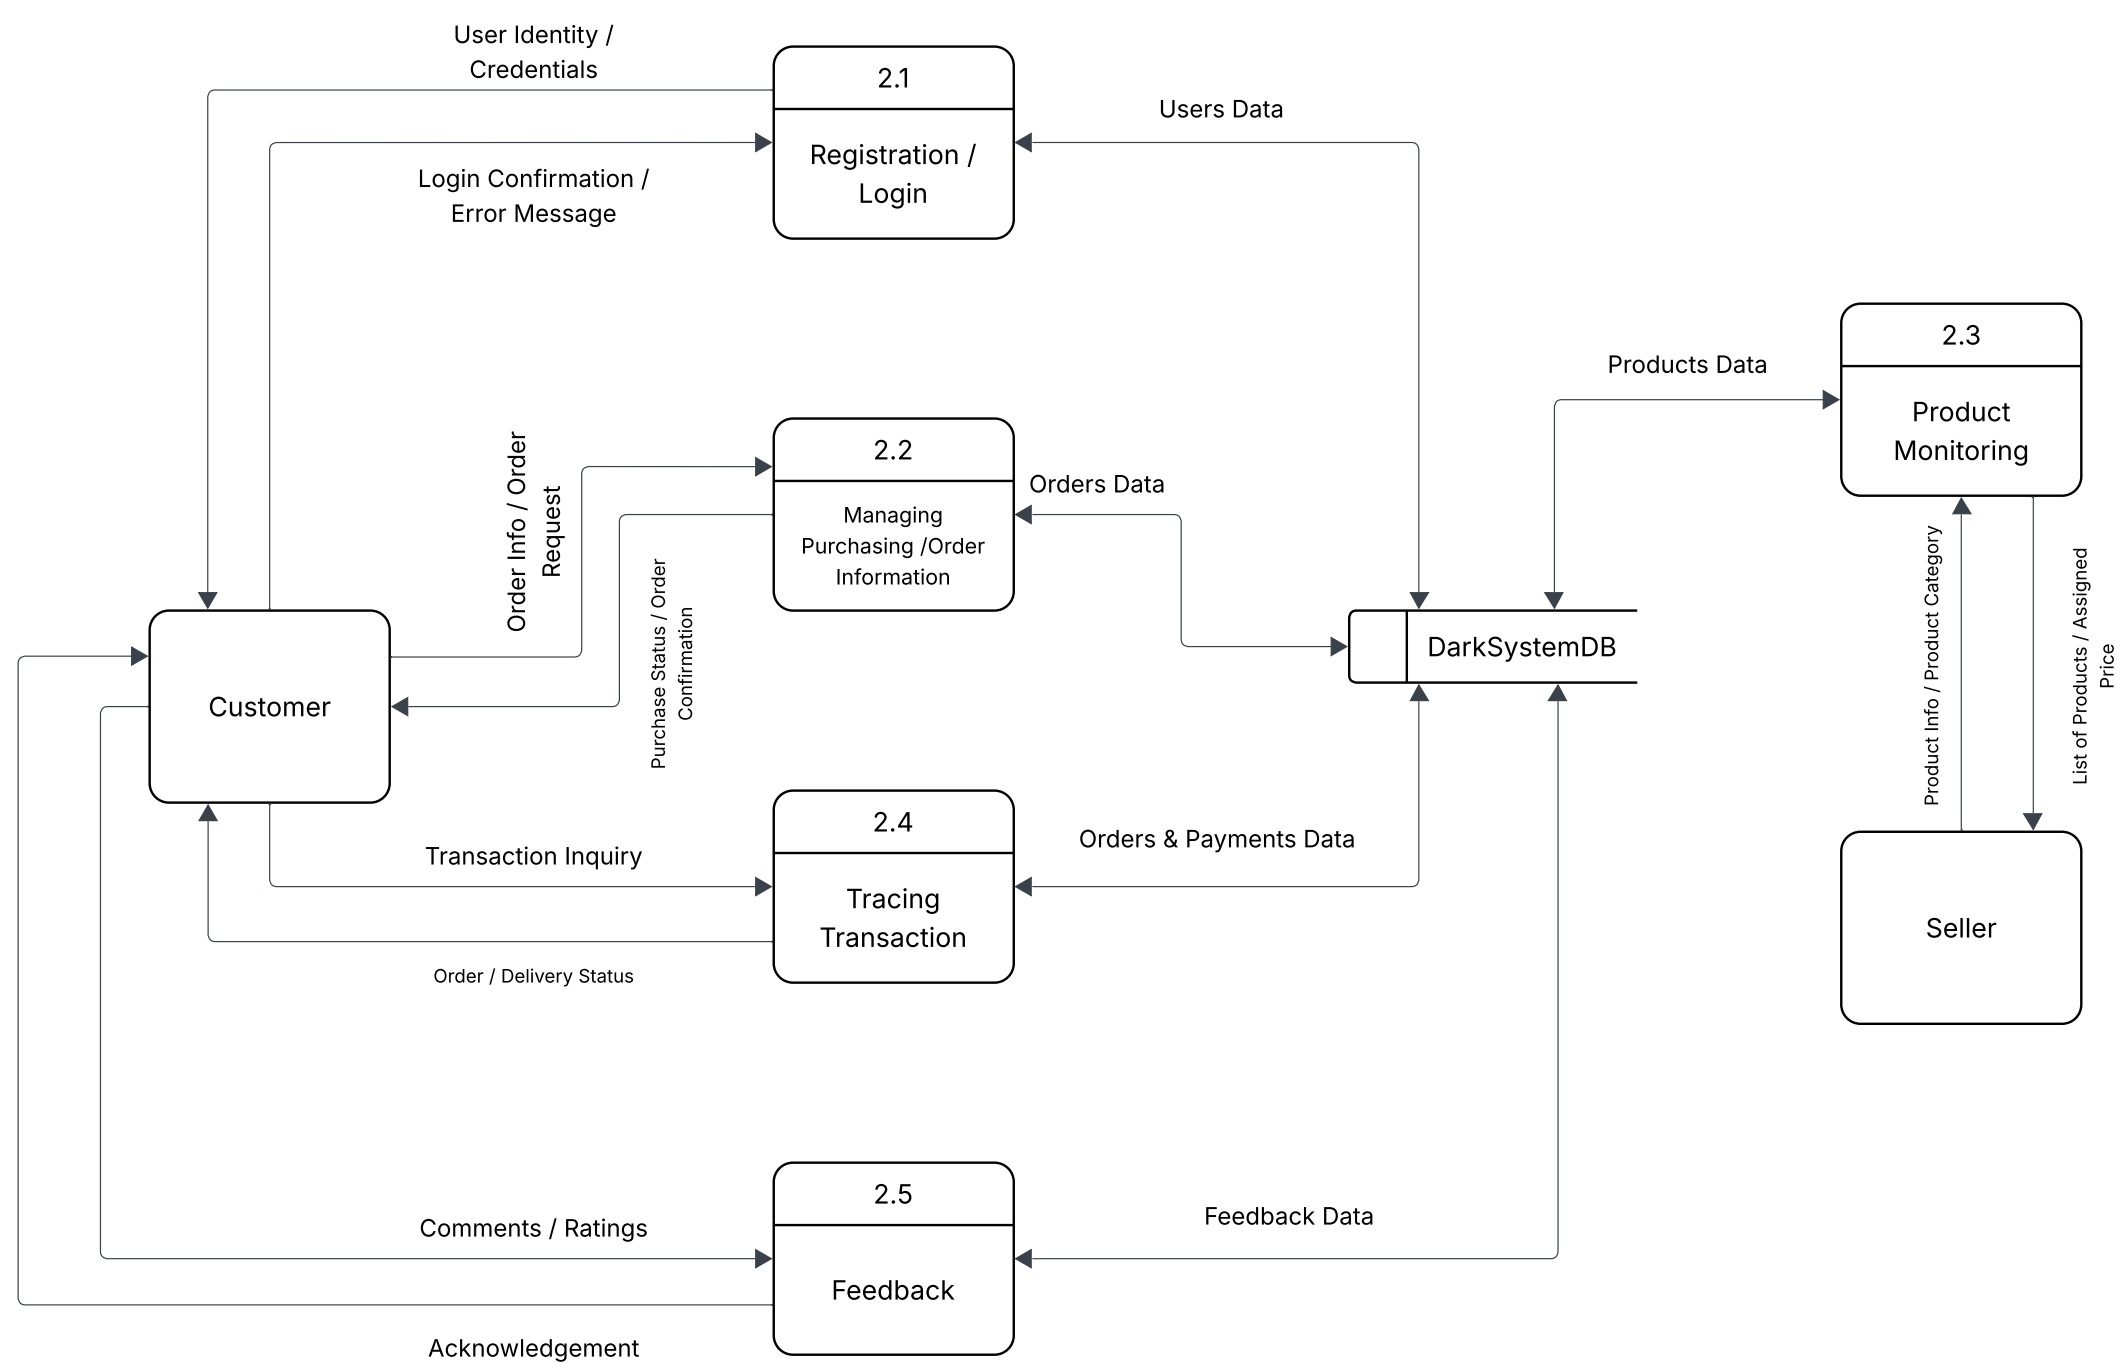 User Identity /
Credentials
2.1
Registration /
Login
Users Data
Login Confirmation /
Error Message
2.3
Product
Monitoring
Products Data
Order Info / Order
Request
2.2
Managing
Purchasing /Order
Information
Orders Data
Purchase Status / Order
Confirmation
DarkSystemDB
Product Info / Product Category
List of Products / Assigned
Price
Customer
2.4
Tracing
Transaction
Transaction Inquiry
Orders & Payments Data
Order / Delivery Status
Seller
2.5
Feedback
Comments / Ratings
Feedback Data
Acknowledgement